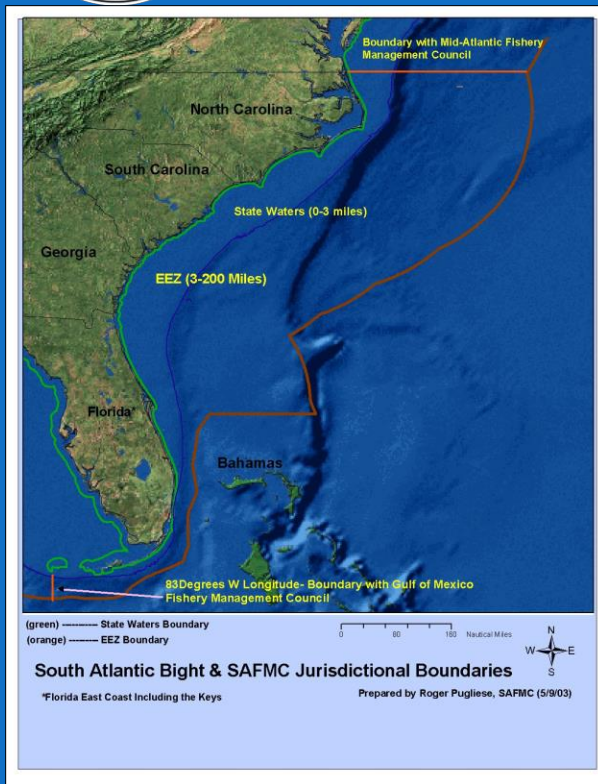 Boundary with Mid-Atlantic Fishery
Management Council
North Carolina
South Carolina
State Waters (0-3 miles)
Georgia
EEZ (3-200 Miles)
Florida*
Bahamas
83Degrees W Longitude- Boundary with Gulf of Mexico
Fishery Management Council
(green) ----------- State Waters Boundary
(orange) --------- EEZ Boundary
0 80 160 Nautical Miles
N
W E
S
South Atlantic Bight & SAFMC Jurisdictional Boundaries
*Florida East Coast Including the Keys
Prepared by Roger Pugliese, SAFMC (5/9/03)